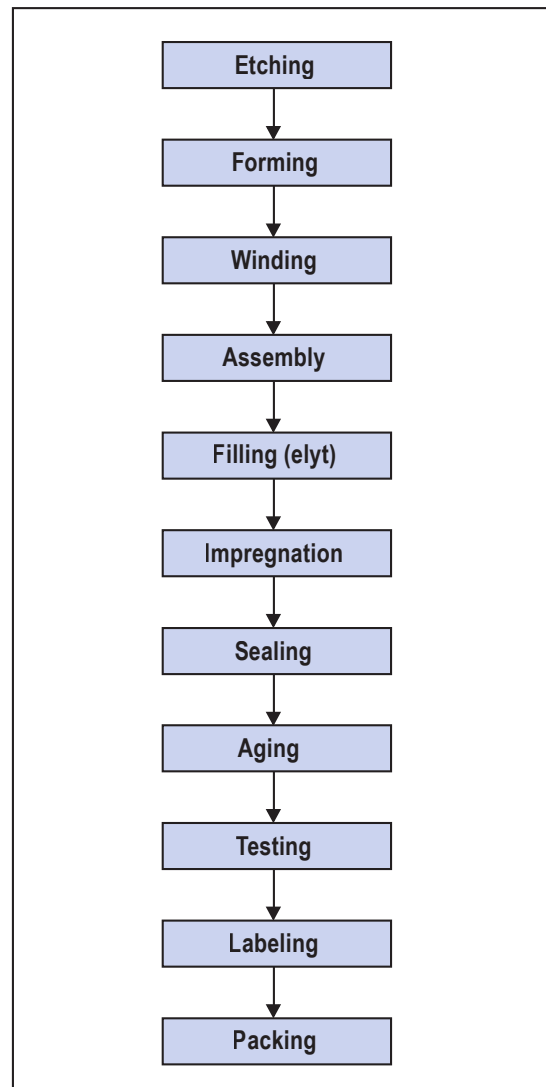 Etching
Forming
Winding
Assembly
Filling (elyt)
Impregnation
Sealing
Aging
Testing
Labeling
Packing